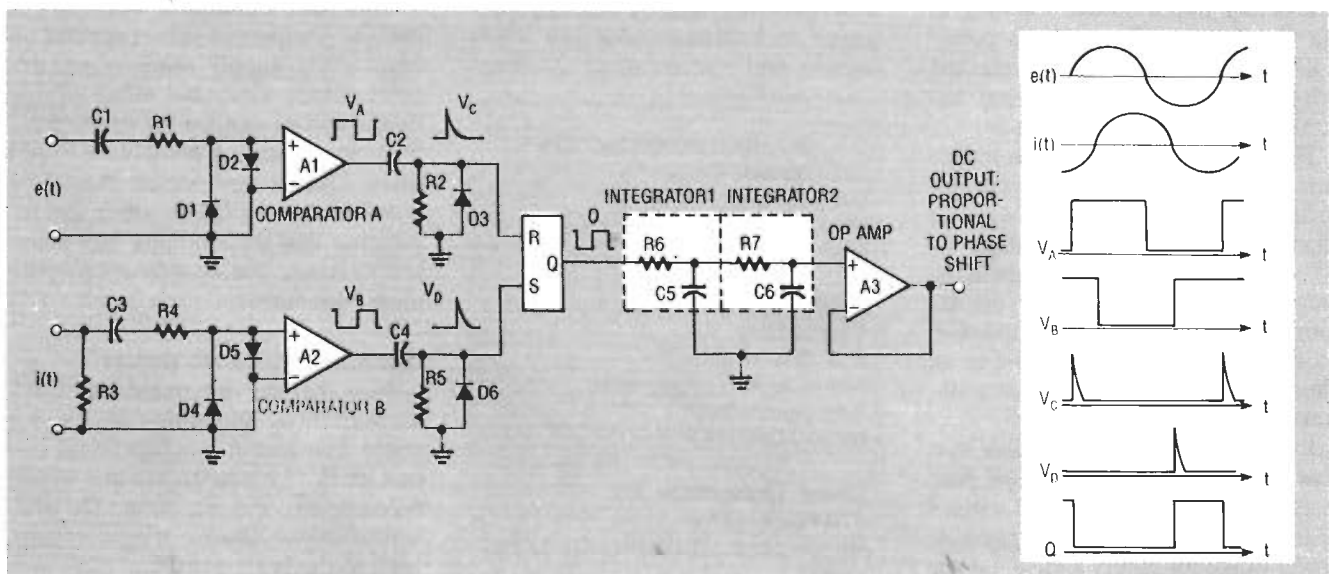 C1
R1
V_A
C2
V_C
D2
+
−
A1
e(t)
D1
COMPARATOR A
R2
D3
C3
R4
V_B
C4
V_D
D5
+
−
A2
i(t)
R3
D4
COMPARATOR B
R5
D6
R
Q
S
Q
INTEGRATOR1 INTEGRATOR2
R6
R7
C5
C6
OP AMP
+
−
A3
DC
OUTPUT:
PROPOR-
TIONAL
TO PHASE
SHIFT
e(t) t
i(t) t
V_A t
V_B t
V_C t
V_D t
Q t